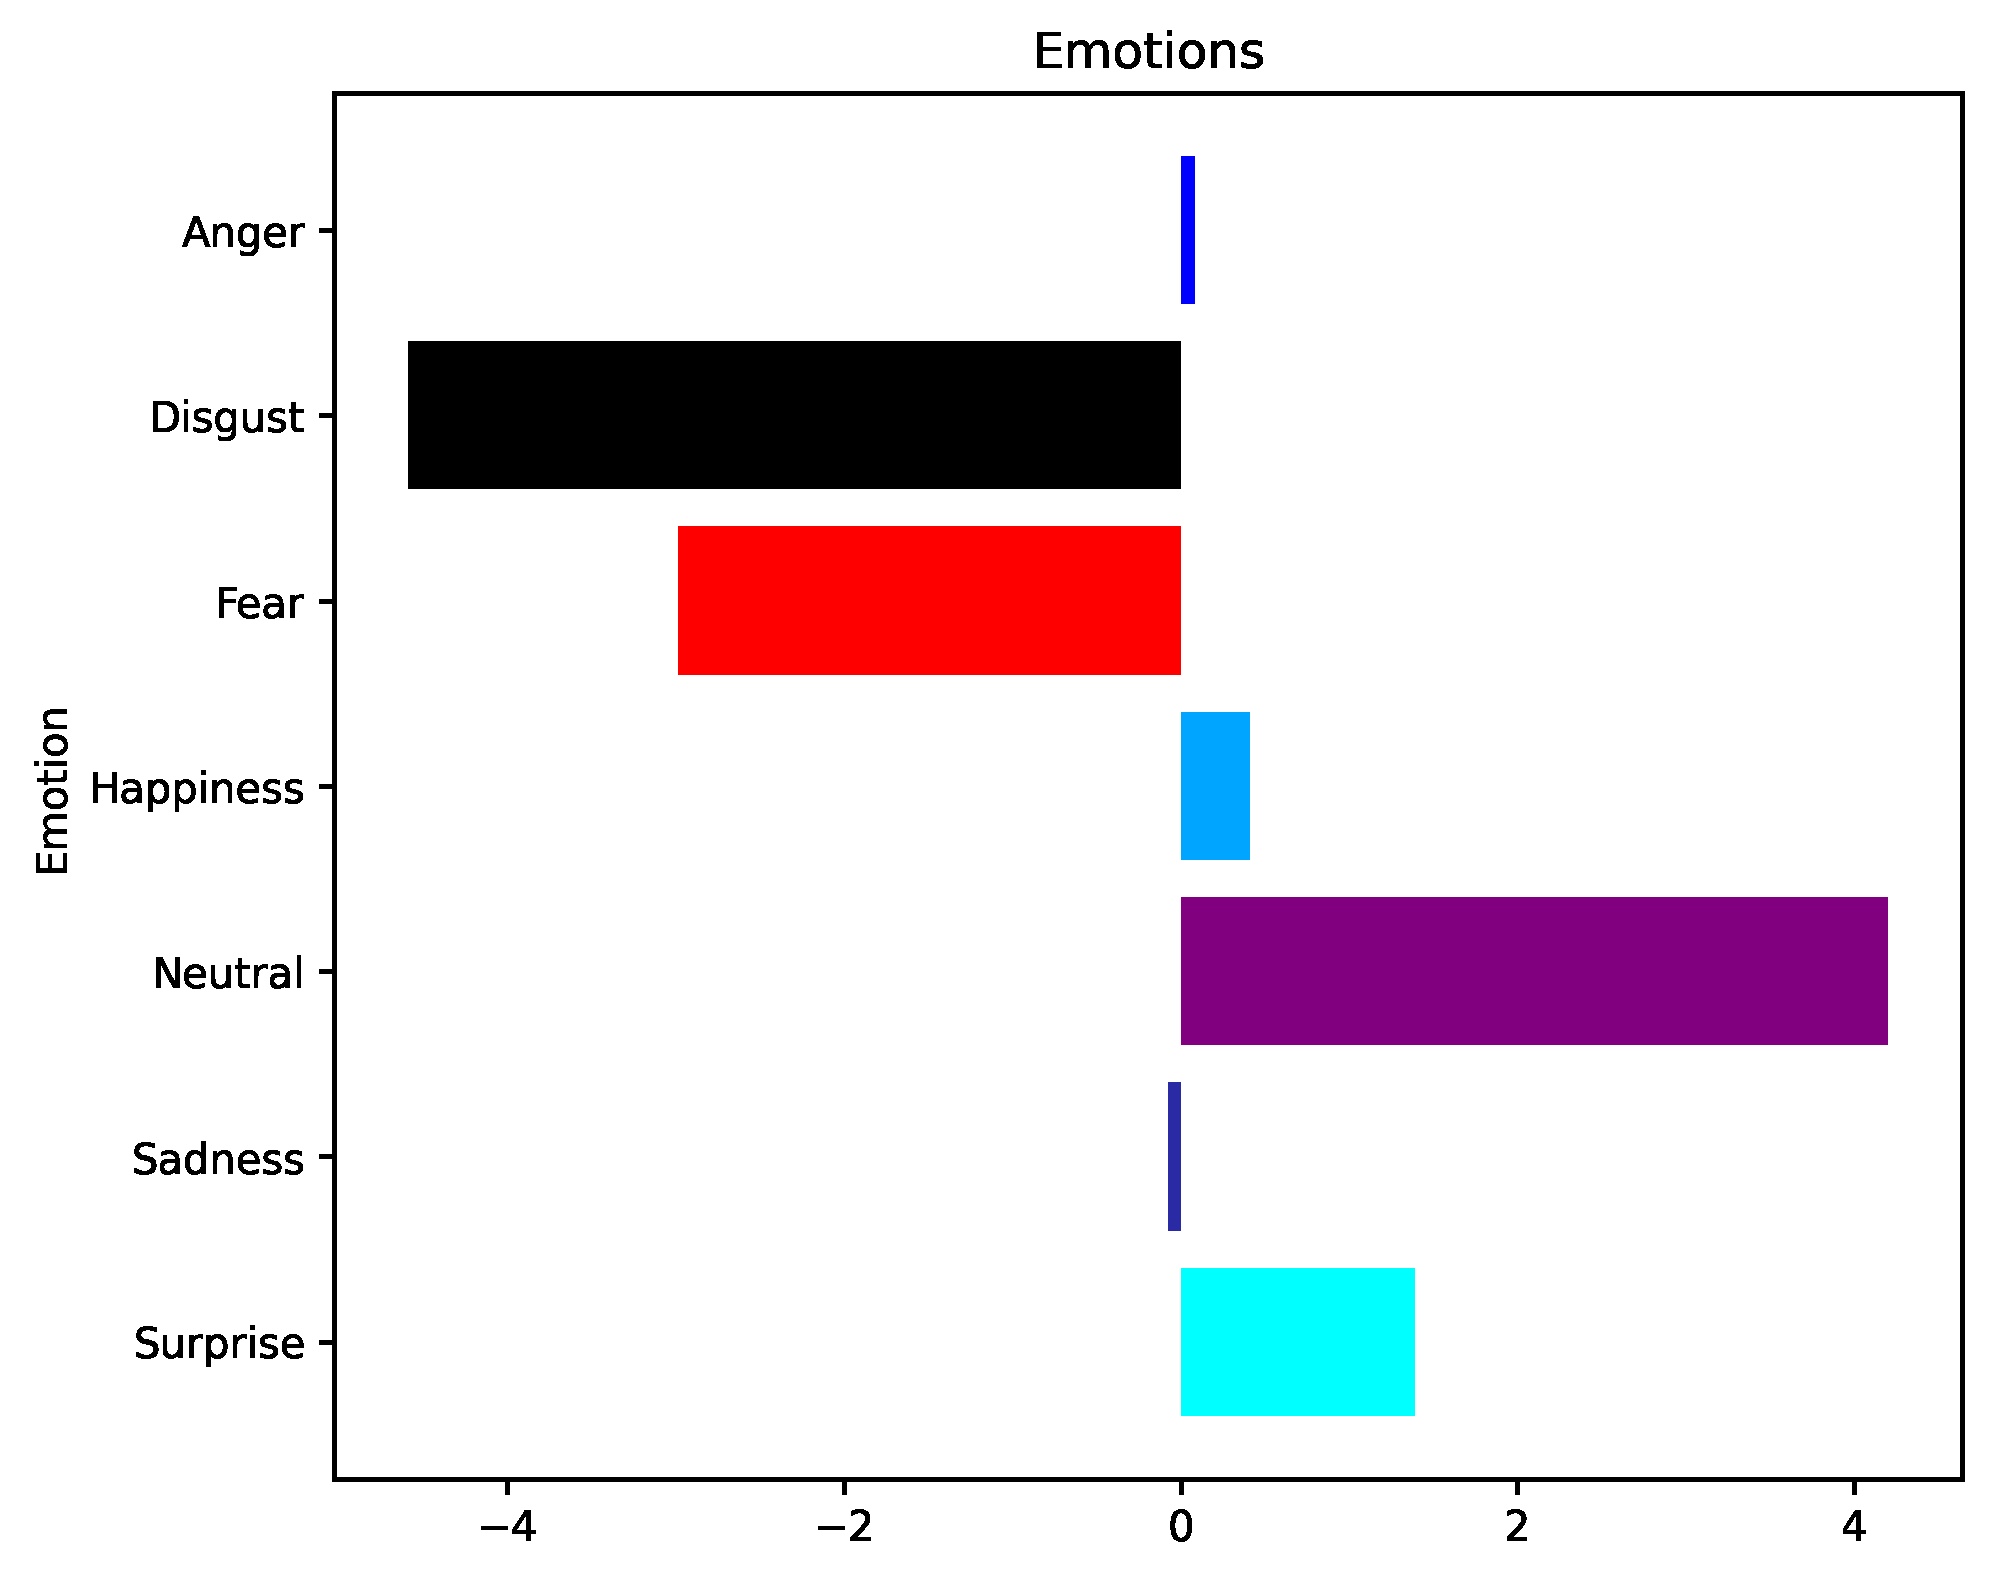 Emotions
Emotion
Anger
Disgust
Fear
Happiness
Neutral
Sadness
Surprise
−4 −2 0 2 4